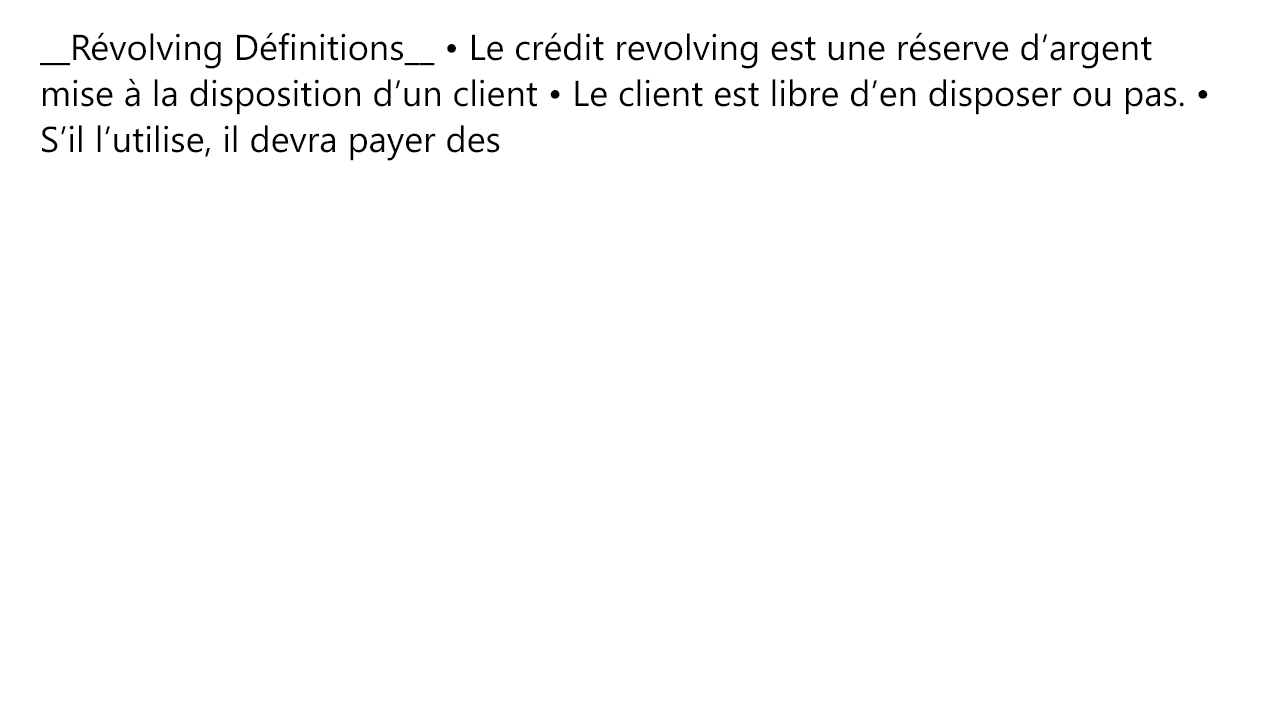 __Révolving Définitions__ • Le crédit revolving est une réserve d’argent
mise à la disposition d’un client • Le client est libre d’en disposer ou pas. •
S’il l’utilise, il devra payer des